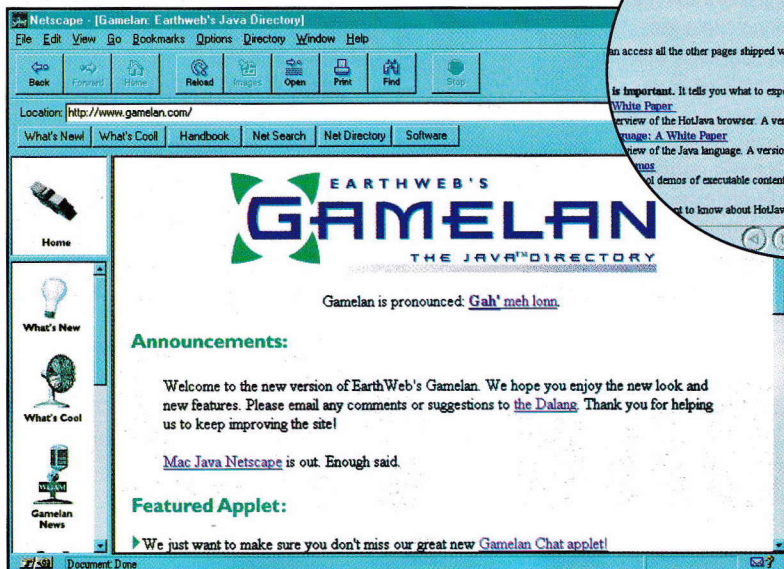 Netscape - [Gamelan: Earthweb's Java Directory]
File Edit View Go Bookmarks Options Directory Window Help
Back Forward Home Reload Images Open Print Find Stop
Location: http://www.gamelan.com/
What's New! What's Cool! Handbook Net Search Net Directory Software
an access all the other pages shipped w
is important. It tells you what to expe
White Paper
erview of the HotJava browser. A ver
guage: A White Paper
view of the Java language. A versio
mos
ol demos of executable content
nt to know about HotJav
Home
What's New
What's Cool
Gamelan
News
EARTHWEB'S
GAMELAN
THE JAVA™ DIRECTORY
Gamelan is pronounced: Gah' meh lonn.
Announcements:
Welcome to the new version of EarthWeb's Gamelan. We hope you enjoy the new look and
new features. Please email any comments or suggestions to the Dalang. Thank you for helping
us to keep improving the site!
Mac Java Netscape is out. Enough said.
Featured Applet:
We just want to make sure you don't miss our great new Gamelan Chat applet!
Document: Done